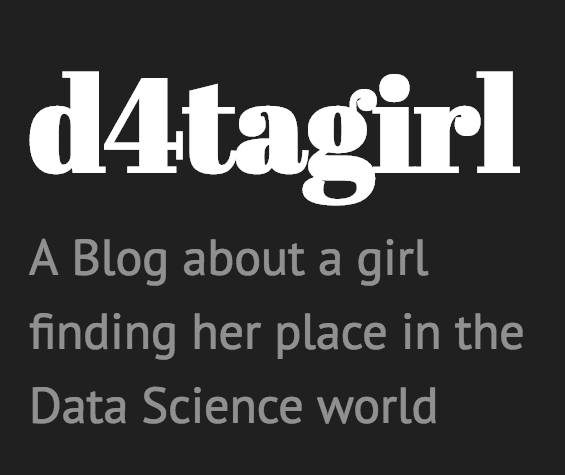 d4tagirl
A Blog about a girl
finding her place in the
Data Science world